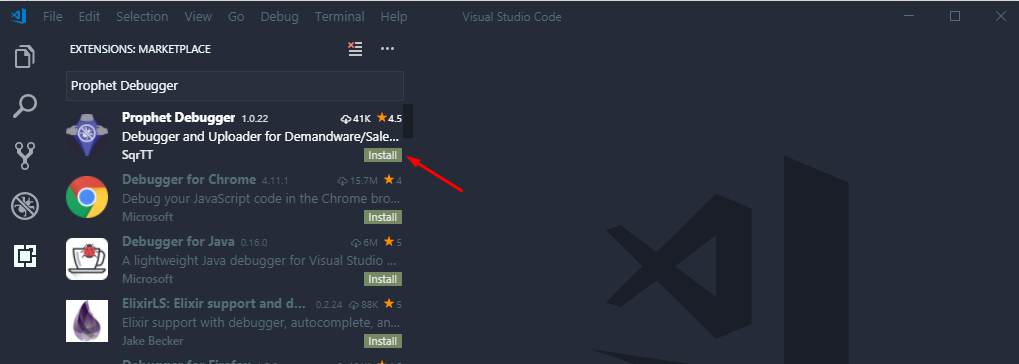 File Edit Selection View Go Debug Terminal Help Visual Studio Code
EXTENSIONS: MARKETPLACE
Prophet Debugger
Prophet Debugger 1.0.22 41K 4.5
Debugger and Uploader for Demandware/Sale...
SqrTT Install
Debugger for Chrome 4.11.1 15.7M 4
Debug your JavaScript code in the Chrome bro...
Microsoft Install
Debugger for Java 0.16.0 6M 5
A lightweight Java debugger for Visual Studio ...
Microsoft Install
ElixirLS: Elixir support and d... 0.2.24 88K 5
Elixir support with debugger, autocomplete, an...
Jake Becker Install
Debugger for Firefox